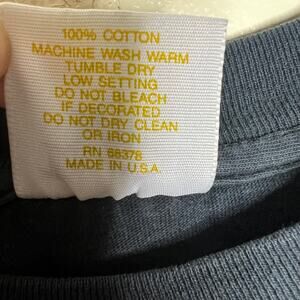 100% COTTON
MACHINE WASH WARM
TUMBLE DRY
LOW SETTING
DO NOT BLEACH
IF DECORATED
DO NOT DRY CLEAN
OR IRON
RN 66378
MADE IN U.S.A.